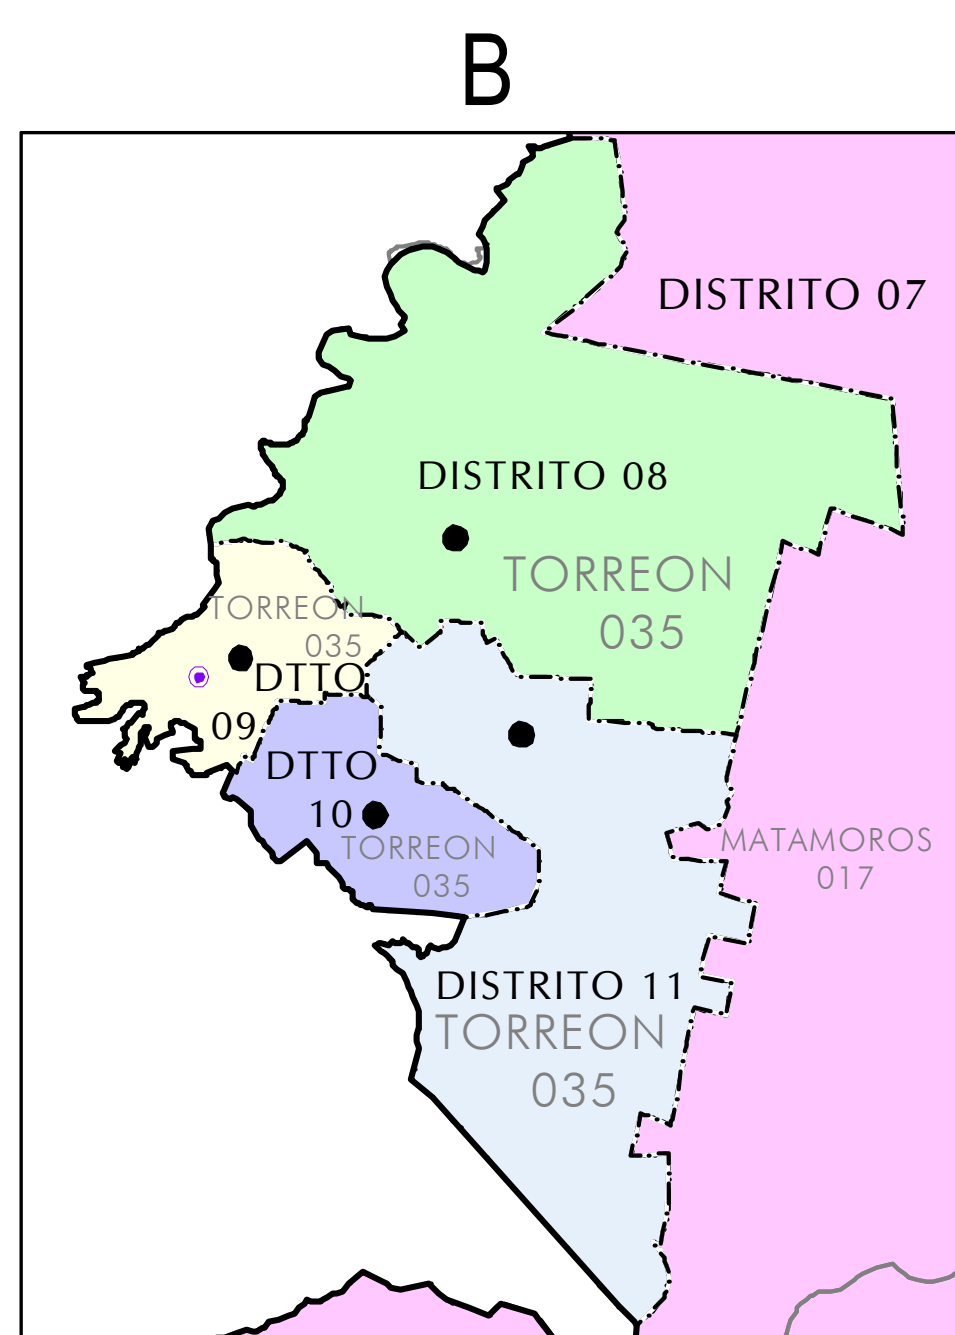 B
DISTRITO 07
DISTRITO 08
TORREON
035
TORREON
035
DTTO
09
DTTO
10
TORREON
035
MATAMOROS
017
DISTRITO 11
TORREON
035